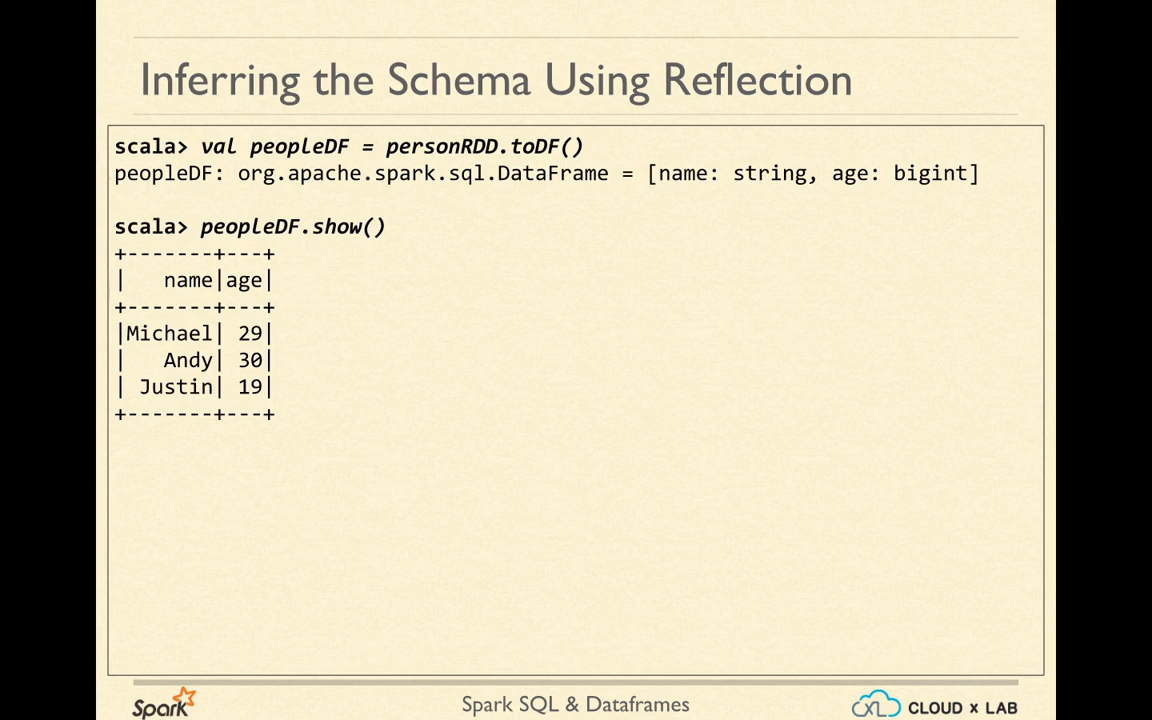 Inferring the Schema Using Reflection
scala> val peopleDF = personRDD.toDF()
peopleDF: org.apache.spark.sql.DataFrame = [name: string, age: bigint]
scala> peopleDF.show()
+-------+---+
|   name|age|
+-------+---+
|Michael| 29|
|   Andy| 30|
| Justin| 19|
+-------+---+
Spark
Spark SQL & Dataframes
CXL CLOUD x LAB